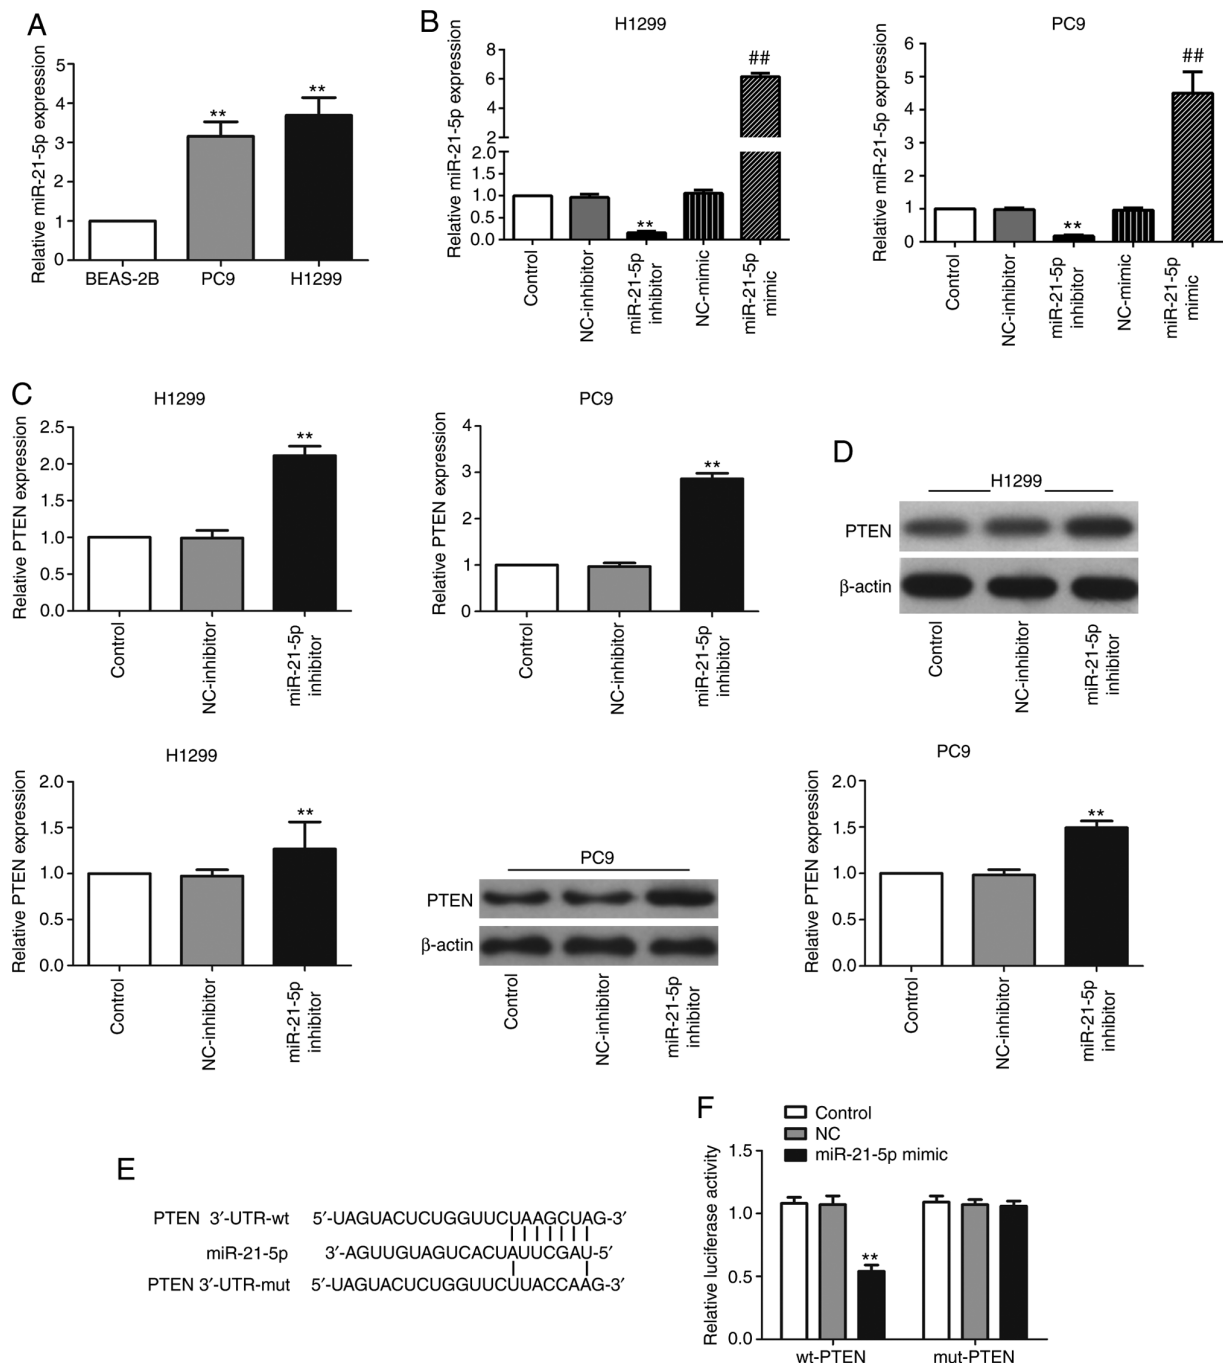 A
Relative miR-21-5p expression
5
4
3
2
1
0
**
**
BEAS-2B
PC9
H1299
B
H1299
Relative miR-21-5p expression
8
6
4
2
2.0
1.5
1.0
0.5
0.0
**
##
Control
NC-inhibitor
miR-21-5p
inhibitor
NC-mimic
miR-21-5p
mimic
PC9
Relative miR-21-5p expression
6
5
4
3
2
1
0
**
##
Control
NC-inhibitor
miR-21-5p
inhibitor
NC-mimic
miR-21-5p
mimic
C
H1299
Relative PTEN expression
2.5
2.0
1.5
1.0
0.5
0.0
**
Control
NC-inhibitor
miR-21-5p
inhibitor
PC9
Relative PTEN expression
4
3
2
1
0
**
Control
NC-inhibitor
miR-21-5p
inhibitor
D
H1299
PTEN
β-actin
Control
NC-inhibitor
miR-21-5p
inhibitor
H1299
Relative PTEN expression
2.0
1.5
1.0
0.5
0.0
**
Control
NC-inhibitor
miR-21-5p
inhibitor
PC9
PTEN
β-actin
Control
NC-inhibitor
miR-21-5p
inhibitor
PC9
Relative PTEN expression
2.0
1.5
1.0
0.5
0.0
**
Control
NC-inhibitor
miR-21-5p
inhibitor
E
PTEN 3′-UTR-wt 5′-UAGUACUCUGGUUCUAAGCUAG-3′
miR-21-5p 3′-AGUUGUAGUCACUAUUCGAU-5′
PTEN 3′-UTR-mut 5′-UAGUACUCUGGUUCUUACCAAG-3′
F
Control
NC
miR-21-5p mimic
Relative luciferase activity
1.5
1.0
0.5
0.0
**
wt-PTEN
mut-PTEN